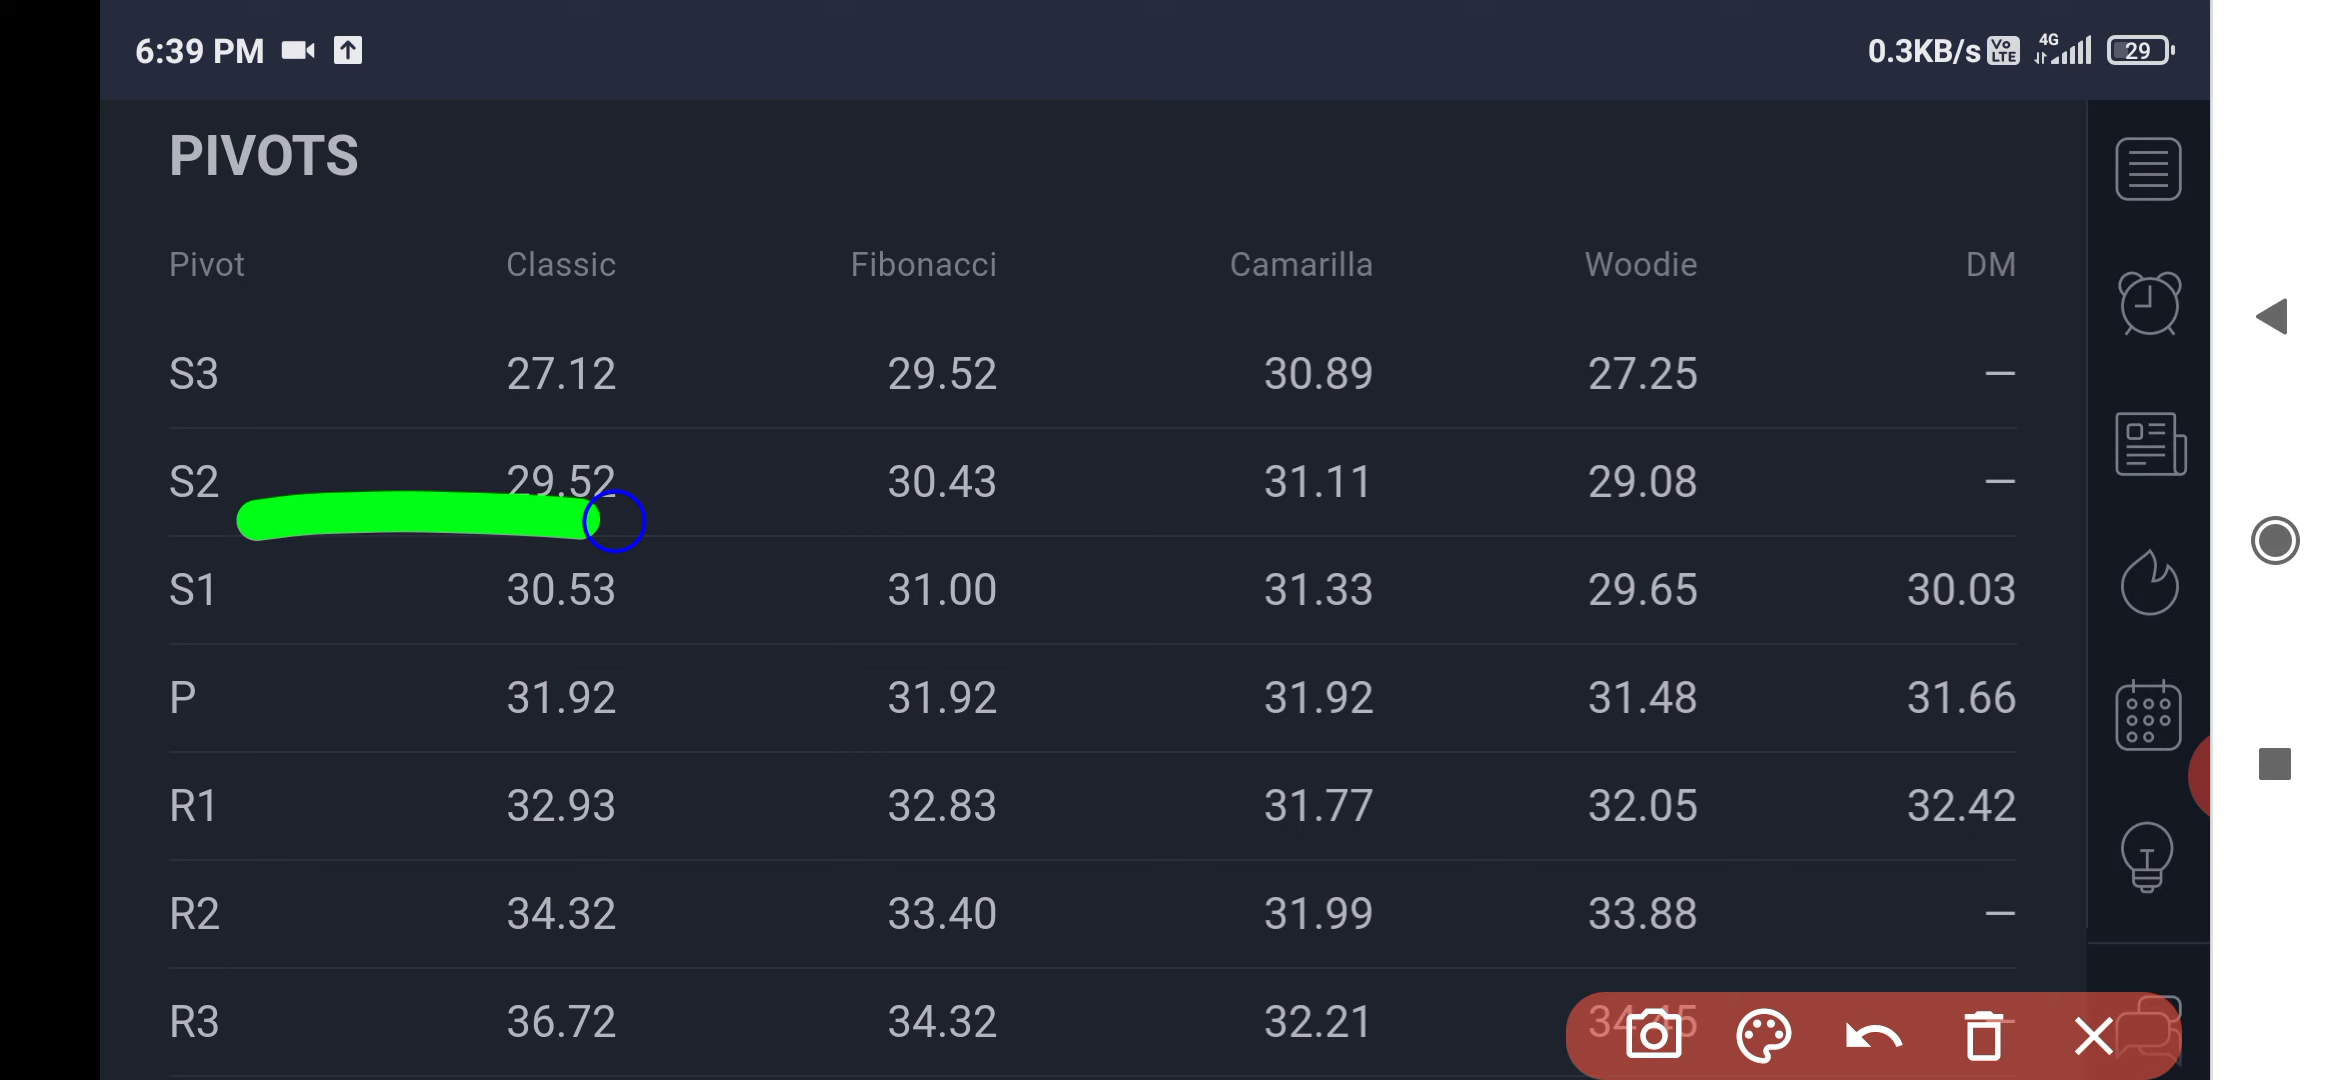 6:39 PM 0.3KB/s Vo LTE 4G 29
PIVOTS
Pivot Classic Fibonacci Camarilla Woodie DM
S3 27.12 29.52 30.89 27.25 —
S2 29.52 30.43 31.11 29.08 —
S1 30.53 31.00 31.33 29.65 30.03
P 31.92 31.92 31.92 31.48 31.66
R1 32.93 32.83 31.77 32.05 32.42
R2 34.32 33.40 31.99 33.88 —
R3 36.72 34.32 32.21 —